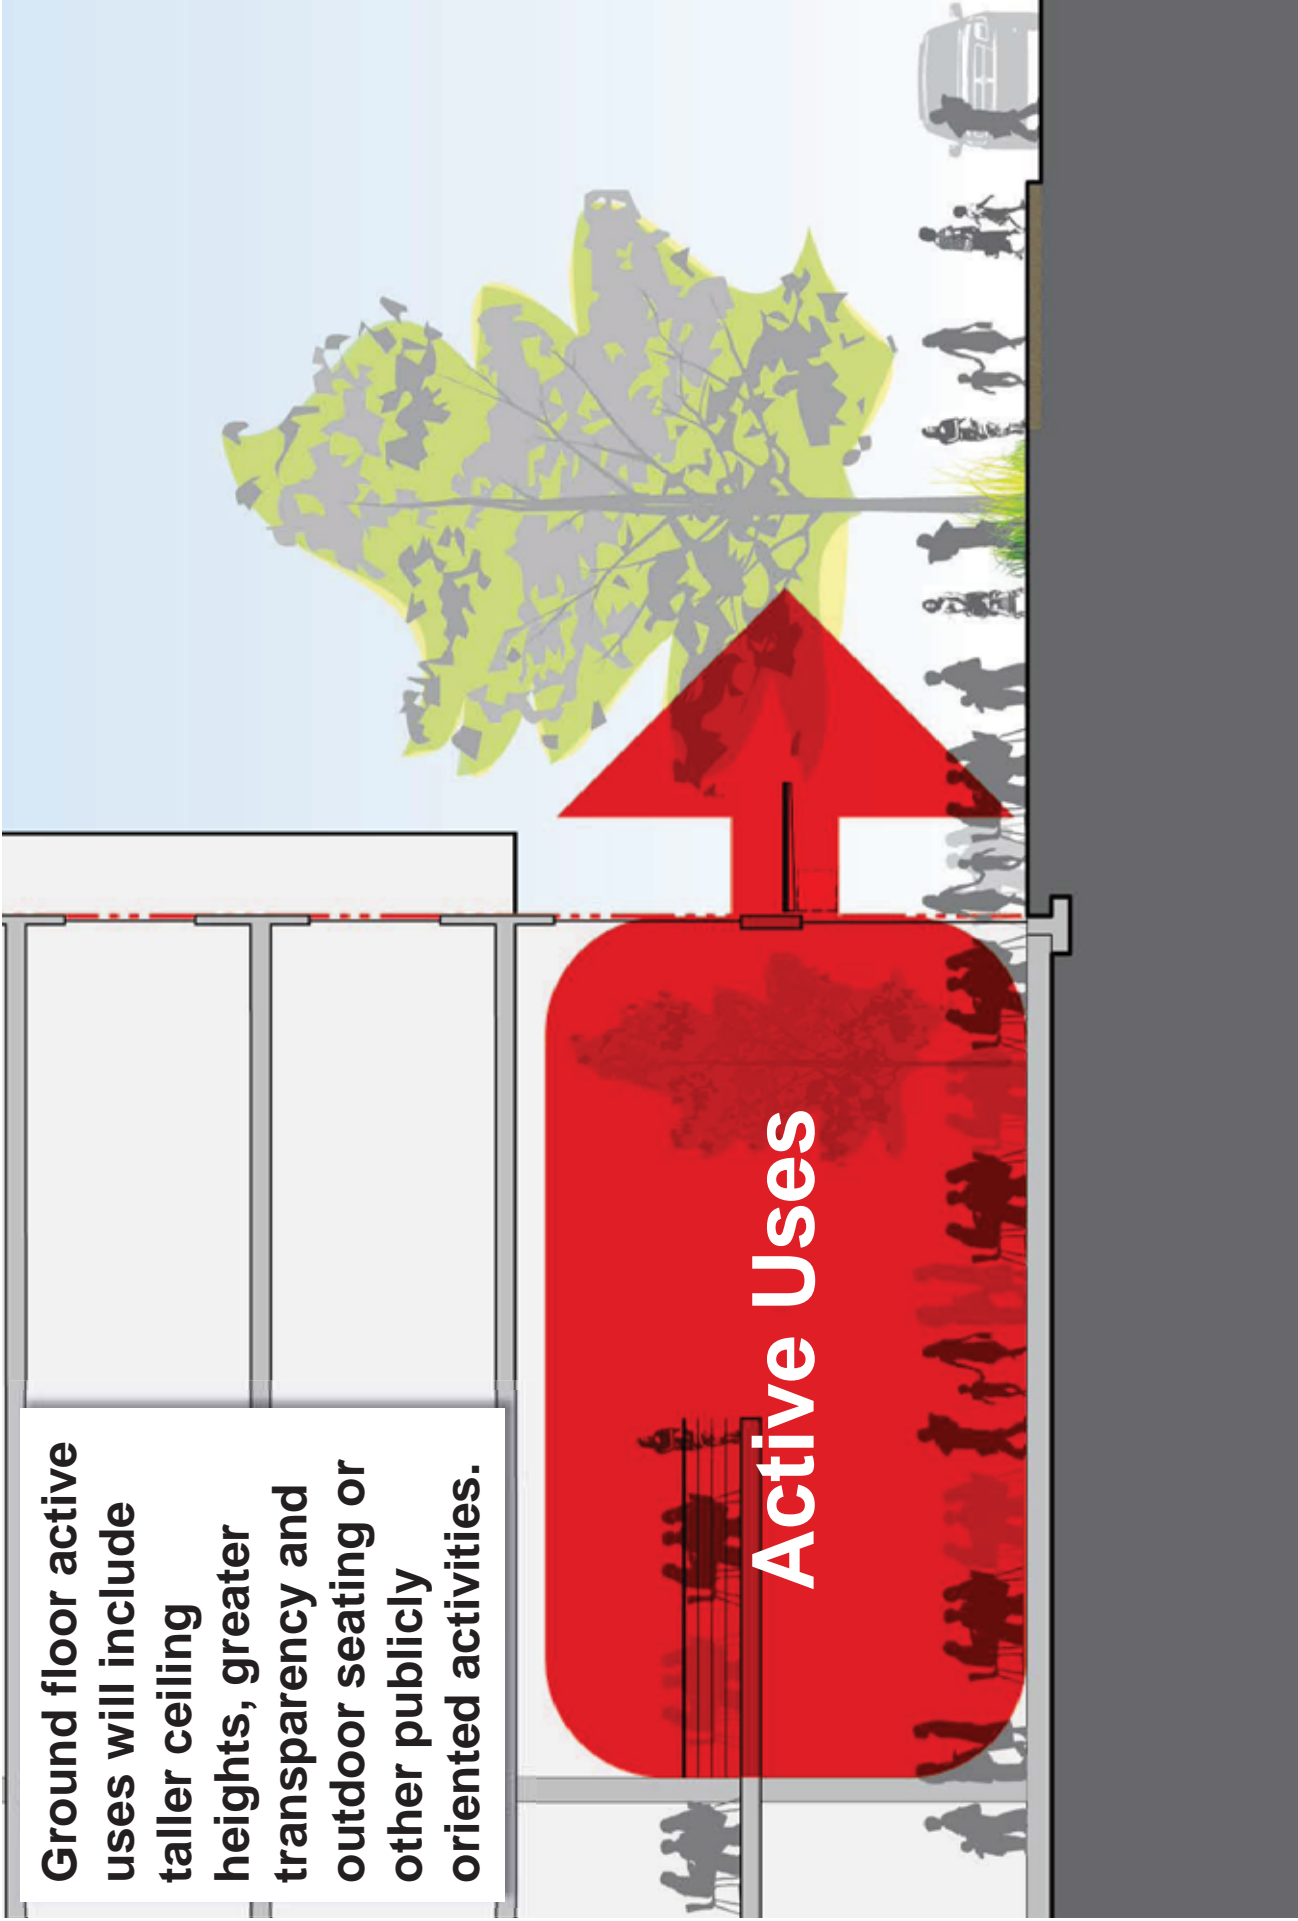 Ground floor active
uses will include
taller ceiling
heights, greater
transparency and
outdoor seating or
other publicly
oriented activities.
Active Uses